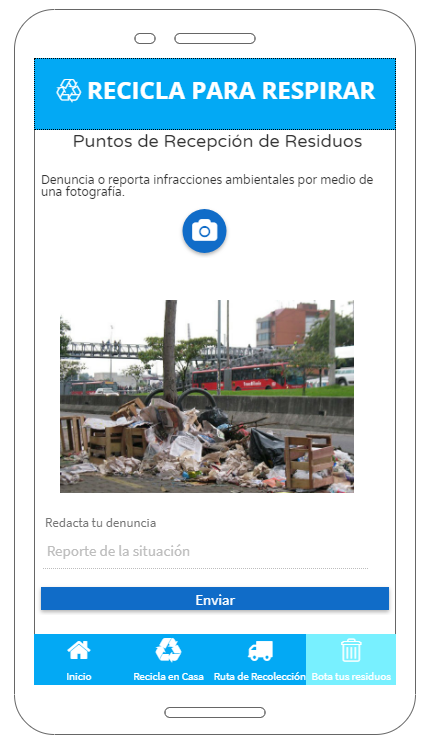 RECICLA PARA RESPIRAR
Puntos de Recepción de Residuos
Denuncia o reporta infracciones ambientales por medio de
una fotografía.
Redacta tu denuncia
Reporte de la situación
Enviar
Inicio
Recicla en Casa
Ruta de Recolección
Bota tus residuos